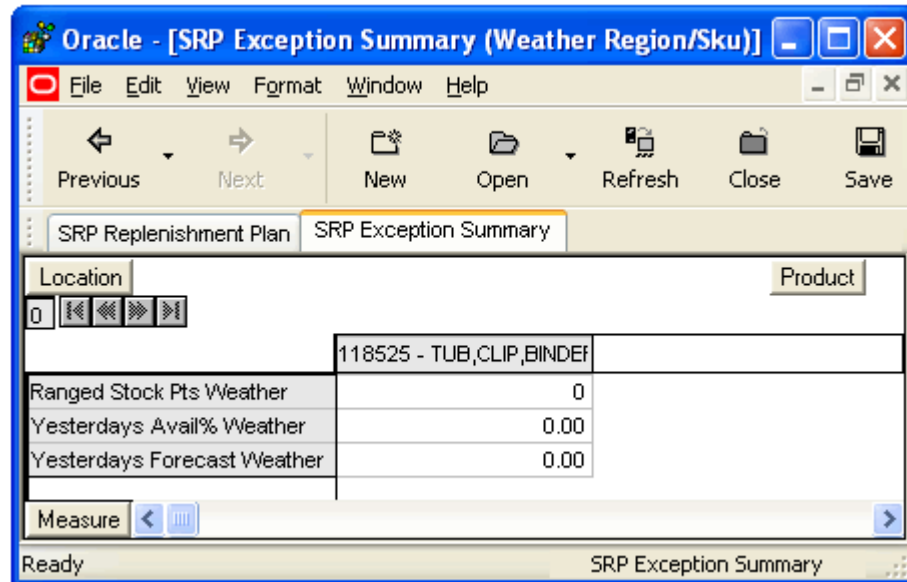 Oracle - [SRP Exception Summary (Weather Region/Sku)]
File Edit View Format Window Help
Previous Next New Open Refresh Close Save
SRP Replenishment Plan SRP Exception Summary
Location Product
0
118525 - TUB,CLIP,BINDEF
Ranged Stock Pts Weather 0
Yesterdays Avail% Weather 0.00
Yesterdays Forecast Weather 0.00
Measure
Ready SRP Exception Summary